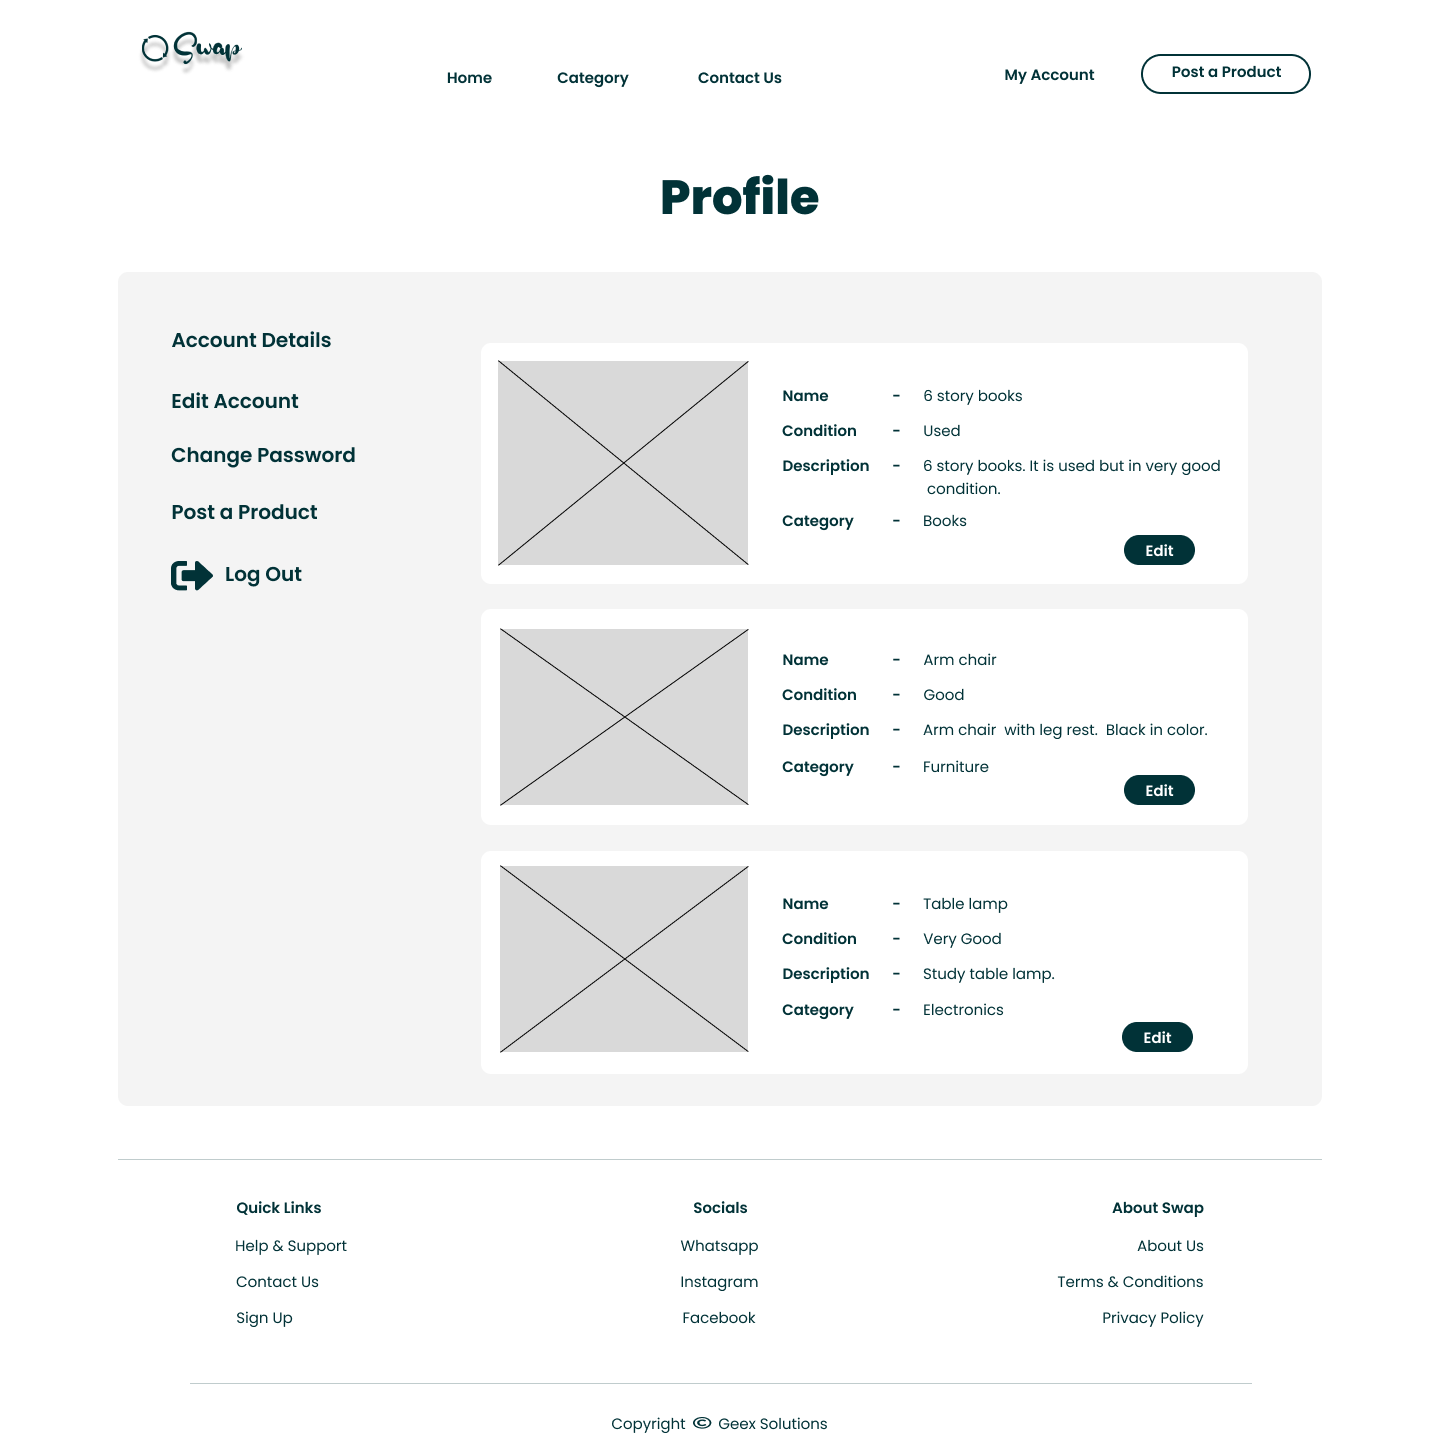 Swap
Home Category Contact Us My Account Post a Product
Profile
Account Details
Edit Account
Change Password
Post a Product
Log Out
Name - 6 story books
Condition - Used
Description - 6 story books. It is used but in very good
condition.
Category - Books
Edit
Name - Arm chair
Condition - Good
Description - Arm chair with leg rest. Black in color.
Category - Furniture
Edit
Name - Table lamp
Condition - Very Good
Description - Study table lamp.
Category - Electronics
Edit
Quick Links
Help & Support
Contact Us
Sign Up
Socials
Whatsapp
Instagram
Facebook
About Swap
About Us
Terms & Conditions
Privacy Policy
Copyright © Geex Solutions